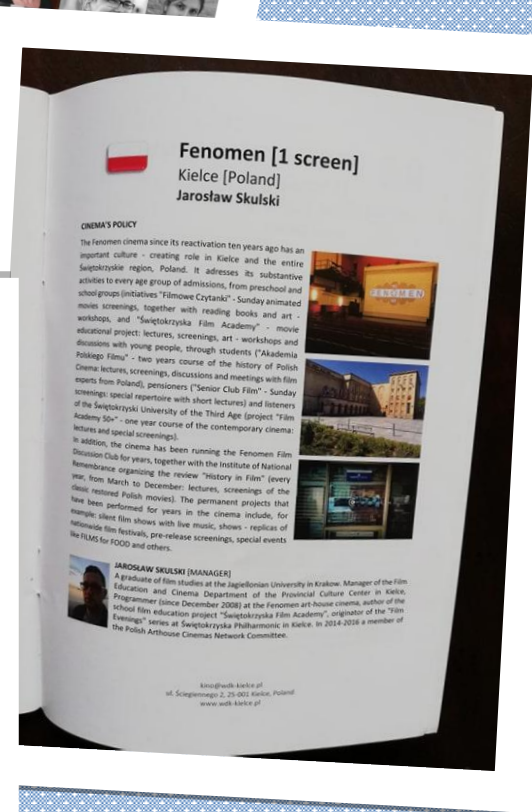 Fenomen [1 screen]
Kielce [Poland]
Jarosław Skulski
CINEMA'S POLICY
The Fenomen cinema since its reactivation ten years ago has an
important culture - creating role in Kielce and the entire
Świętokrzyskie region, Poland. It adresses its substantive
activities to every age group of admissions, from preschool and
school groups (initiatives "Filmowe Czytanki" - Sunday animated
movies screenings, together with reading books and art -
workshops, and "Świętokrzyska Film Academy" - movie
educational project: lectures, screenings, art - workshops and
discussions with young people, through students ("Akademia
Polskiego Filmu" - two years course of the history of Polish
Cinema: lectures, screenings, discussions and meetings with film
experts from Poland), pensioners ("Senior Club Film" - Sunday
screenings: special repertoire with short lectures) and listeners
of the Świętokrzyski University of the Third Age (project "Film
Academy 50+" - one year course of the contemporary cinema:
lectures and special screenings).
In addition, the cinema has been running the Fenomen Film
Discussion Club for years, together with the Institute of National
Remembrance organizing the review "History in Film" (every
year, from March to December: lectures, screenings of the
classic restored Polish movies). The permanent projects that
have been performed for years in the cinema include, for
example: silent film shows with live music, shows - replicas of
nationwide film festivals, pre-release screenings, special events
like FILMS for FOOD and others.
FENOMEN
JAROSŁAW SKULSKI [MANAGER]
A graduate of film studies at the Jagiellonian University in Krakow. Manager of the Film
Education and Cinema Department of the Provincial Culture Center in Kielce,
Programmer (since December 2008) at the Fenomen art-house cinema, author of the
school film education project "Świętokrzyska Film Academy", originator of the "Film
Evenings" series at Świętokrzyska Philharmonic in Kielce. In 2014-2016 a member of
the Polish Arthouse Cinemas Network Committee.
kino@wdk-kielce.pl
ul. Ściegiennego 2, 25-001 Kielce, Poland
www.wdk-kielce.pl